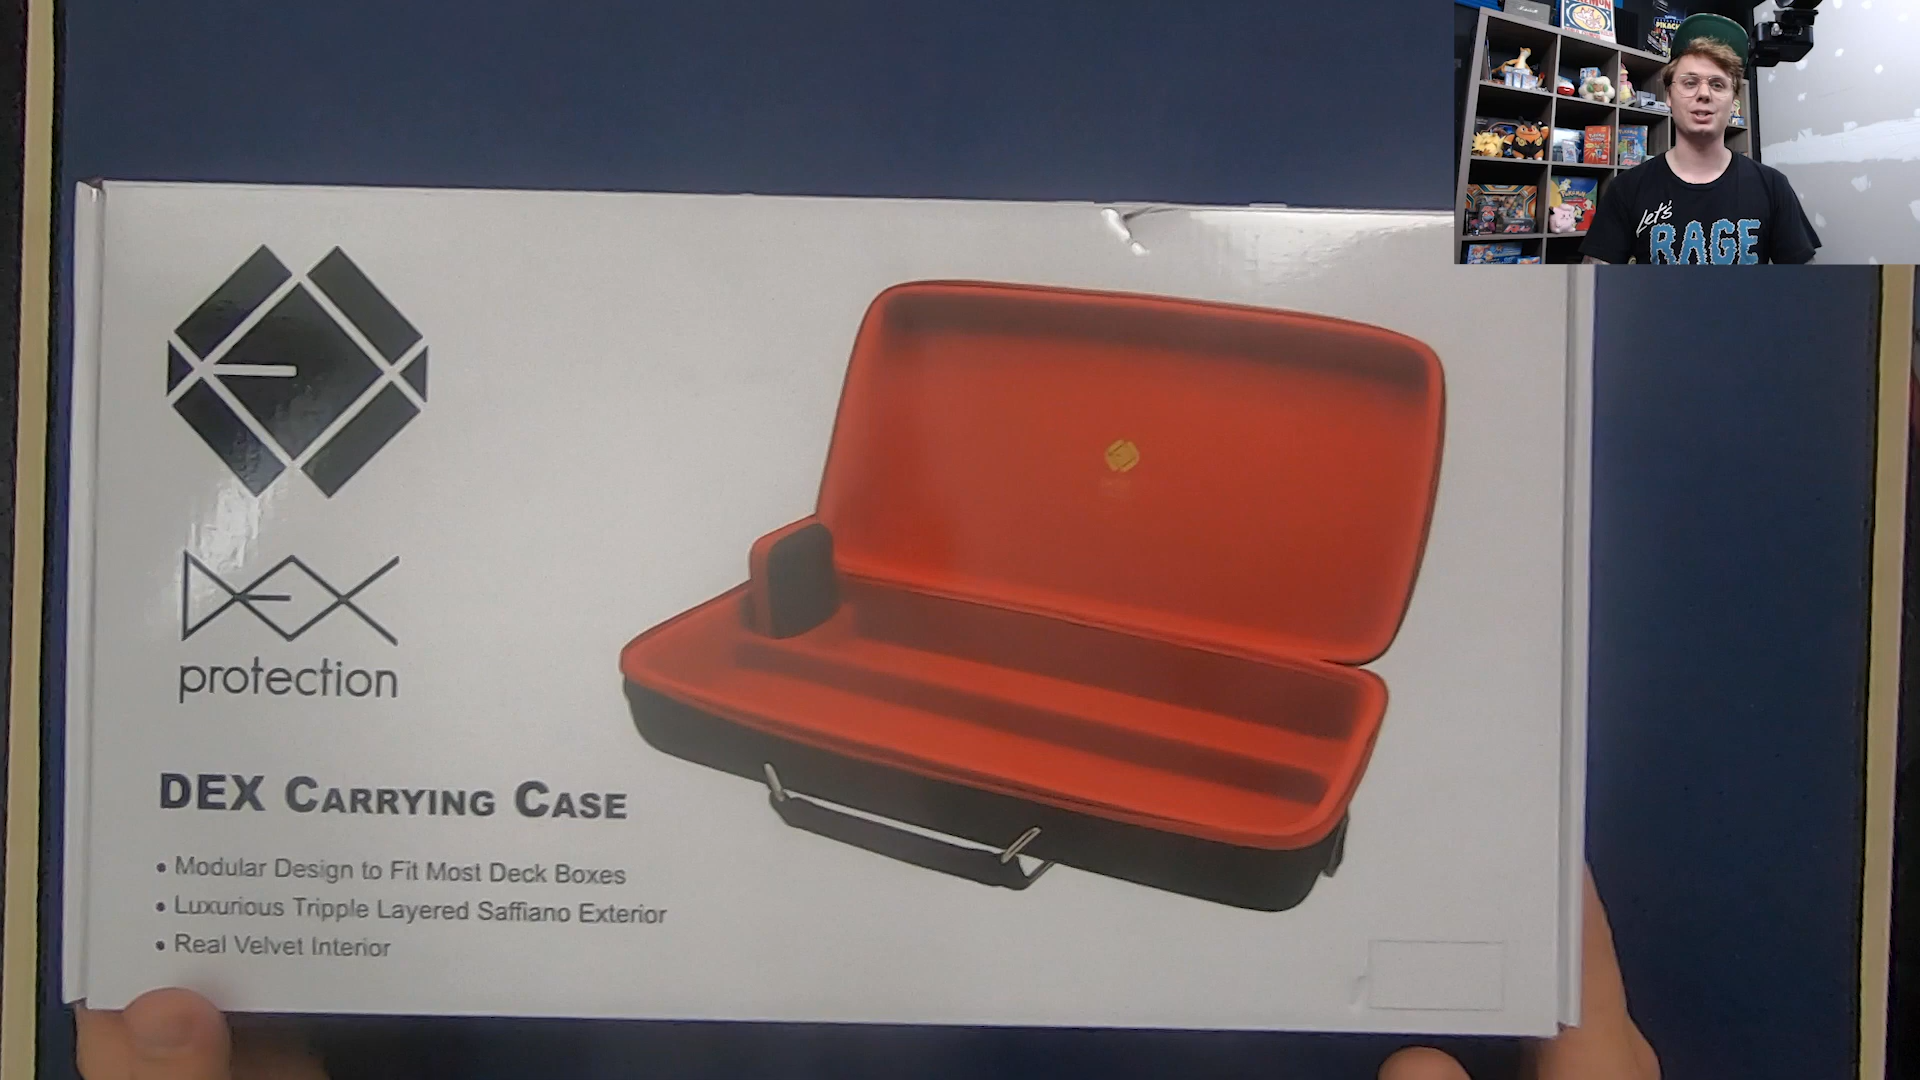 Let's
RAGE
DEX
protection
DEX CARRYING CASE
• Modular Design to Fit Most Deck Boxes
• Luxurious Tripple Layered Saffiano Exterior
• Real Velvet Interior